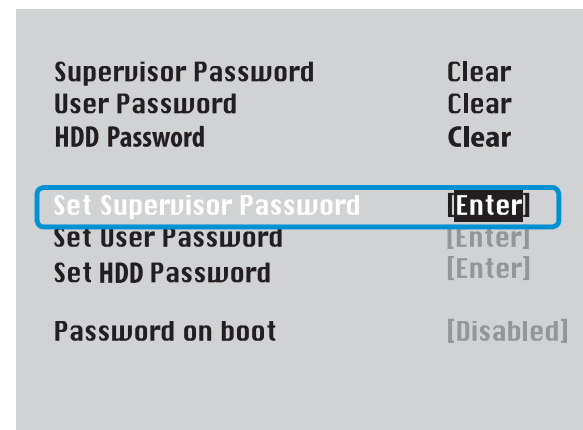 Supervisor Password Clear
User Password Clear
HDD Password Clear
Set Supervisor Password [Enter]
Set User Password [Enter]
Set HDD Password [Enter]
Password on boot [Disabled]